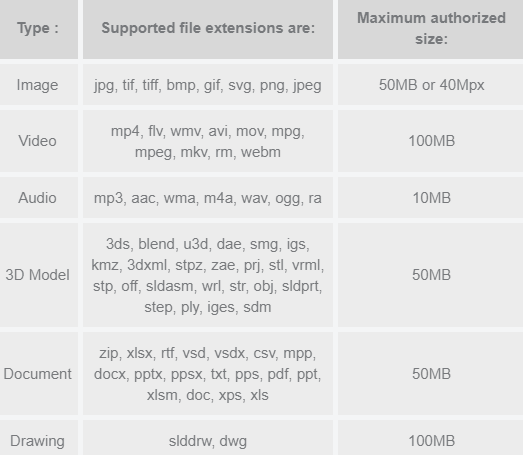 Type :
Supported file extensions are:
Maximum authorized
size:
Image
jpg, tif, tiff, bmp, gif, svg, png, jpeg
50MB or 40Mpx
Video
mp4, flv, wmv, avi, mov, mpg,
mpeg, mkv, rm, webm
100MB
Audio
mp3, aac, wma, m4a, wav, ogg, ra
10MB
3D Model
3ds, blend, u3d, dae, smg, igs,
kmz, 3dxml, stpz, zae, prj, stl, vrml,
stp, off, sldasm, wrl, str, obj, sldprt,
step, ply, iges, sdm
50MB
Document
zip, xlsx, rtf, vsd, vsdx, csv, mpp,
docx, pptx, ppsx, txt, pps, pdf, ppt,
xlsm, doc, xps, xls
50MB
Drawing
slddrw, dwg
100MB